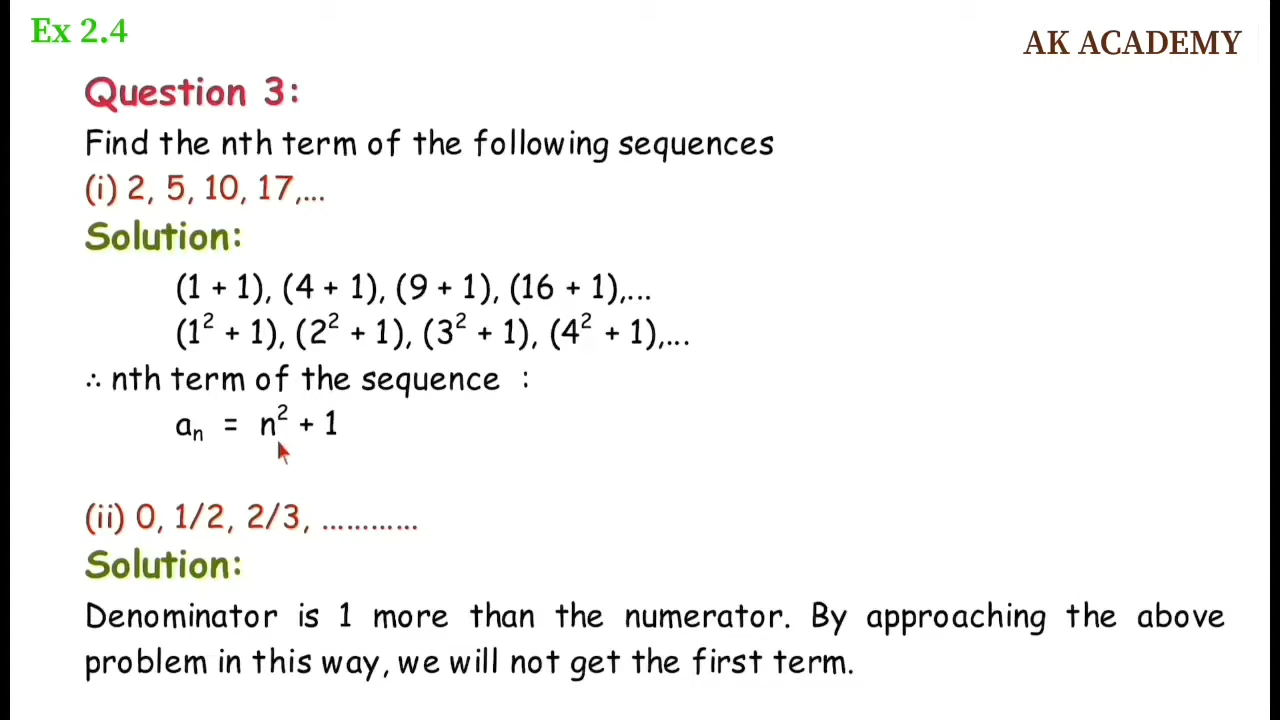 Ex 2.4
AK ACADEMY
Question 3:
Find the nth term of the following sequences
(i) 2, 5, 10, 17,...
Solution:
(1 + 1), (4 + 1), (9 + 1), (16 + 1),...
(1² + 1), (2² + 1), (3² + 1), (4² + 1),...
∴ nth term of the sequence :
aₙ = n² + 1
(ii) 0, 1/2, 2/3, ............
Solution:
Denominator is 1 more than the numerator. By approaching the above
problem in this way, we will not get the first term.